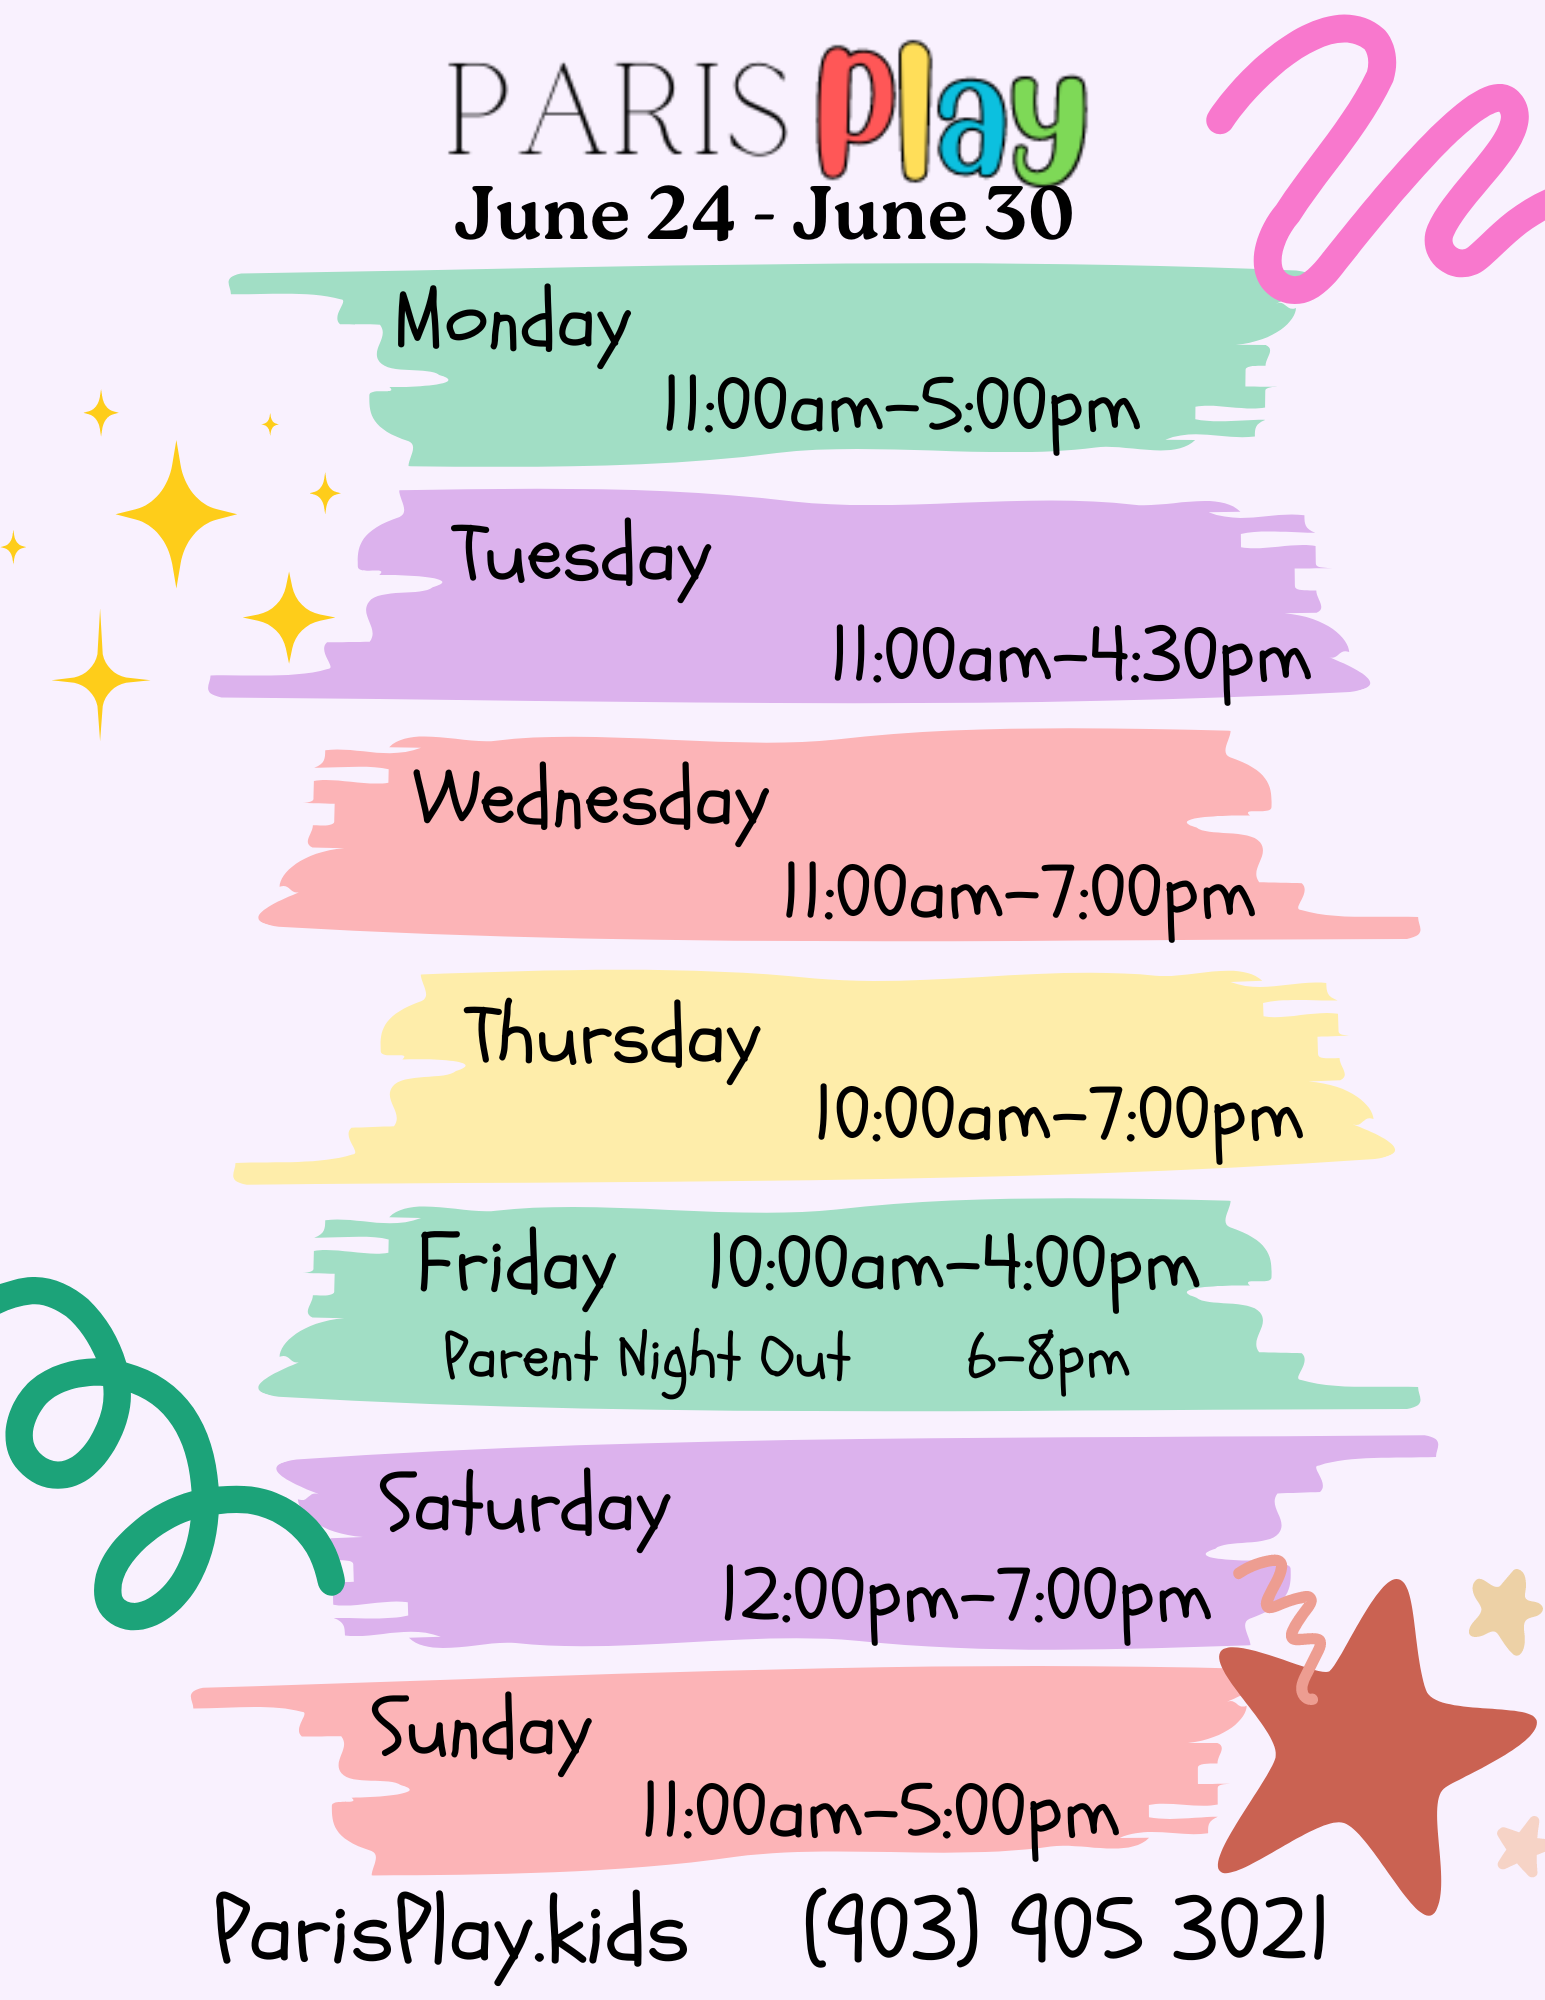 PARIS Play
June 24 - June 30
Monday
11:00am-5:00pm
Tuesday
11:00am-4:30pm
Wednesday
11:00am-7:00pm
Thursday
10:00am-7:00pm
Friday 10:00am-4:00pm
Parent Night Out 6-8pm
Saturday
12:00pm-7:00pm
Sunday
11:00am-5:00pm
ParisPlay.kids (903) 905 3021